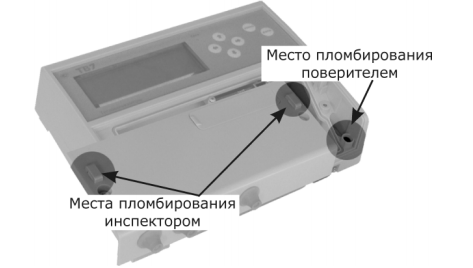 Место пломбирования
поверителем
Места пломбирования
инспектором